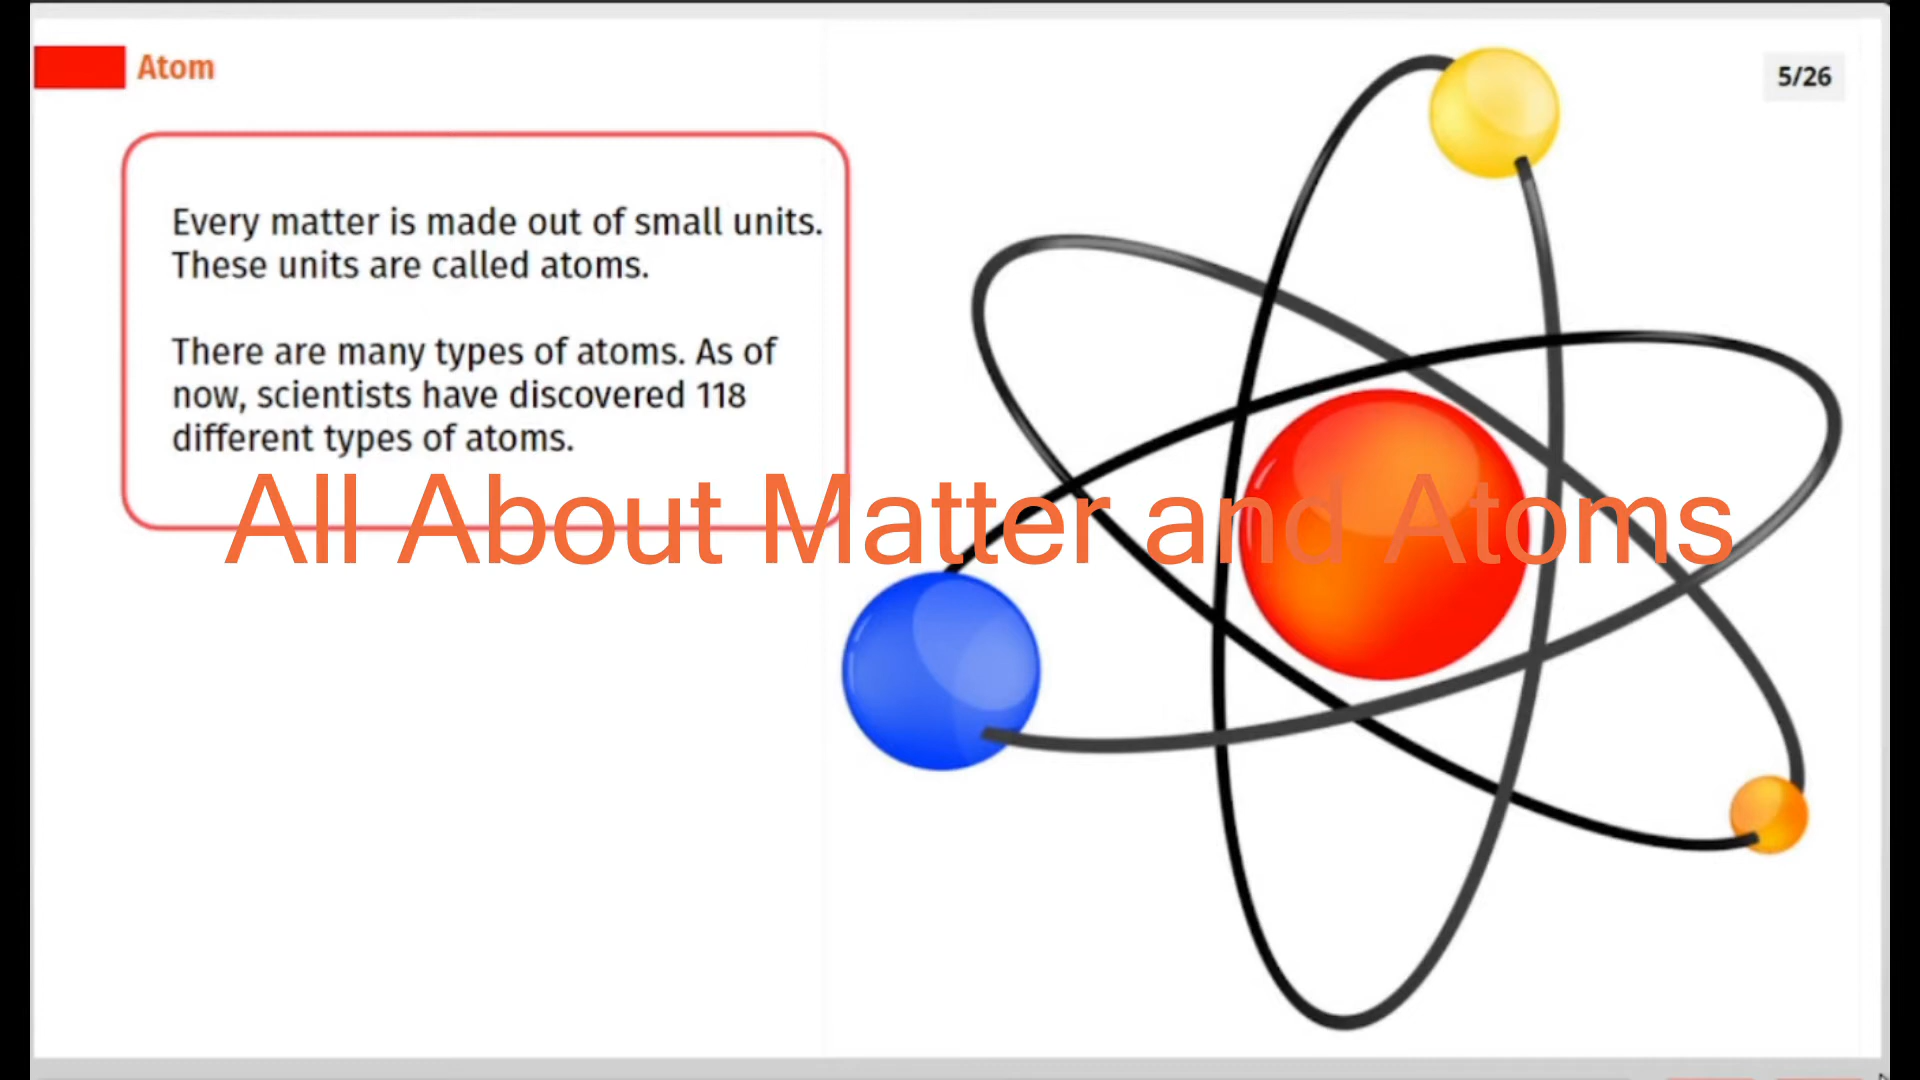 Atom
5/26
Every matter is made out of small units.
These units are called atoms.
There are many types of atoms. As of
now, scientists have discovered 118
different types of atoms.
All About Matter and Atoms